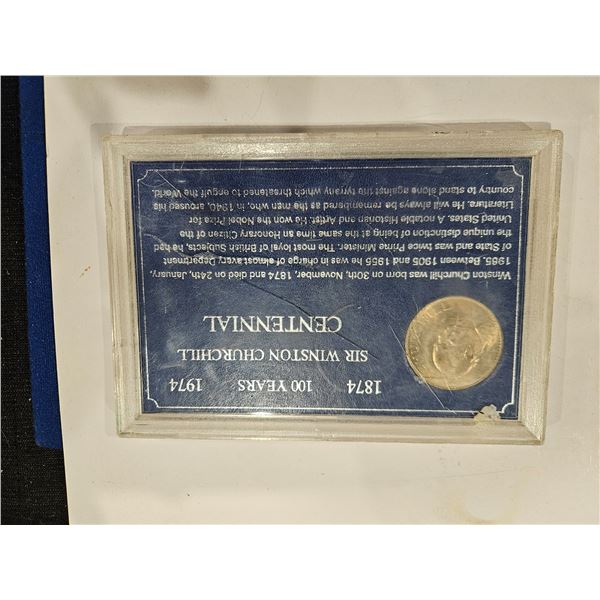 1874 100 YEARS 1974
SIR WINSTON CHURCHILL
CENTENNIAL
Winston Churchill was born on 30th, November, 1874 and died on 24th, January,
1965. Between 1905 and 1955 he was in charge of almost every Department
of State and was twice Prime Minister. The most loyal of British Subjects, he had
the unique distinction of being at the same time an Honorary Citizen of the
United States. A notable Historian and Artist. He won the Nobel Prize for
Literature. He will always be remembered as the man who, in 1940, aroused his
country to stand alone against the tyranny which threatened to engulf the World.